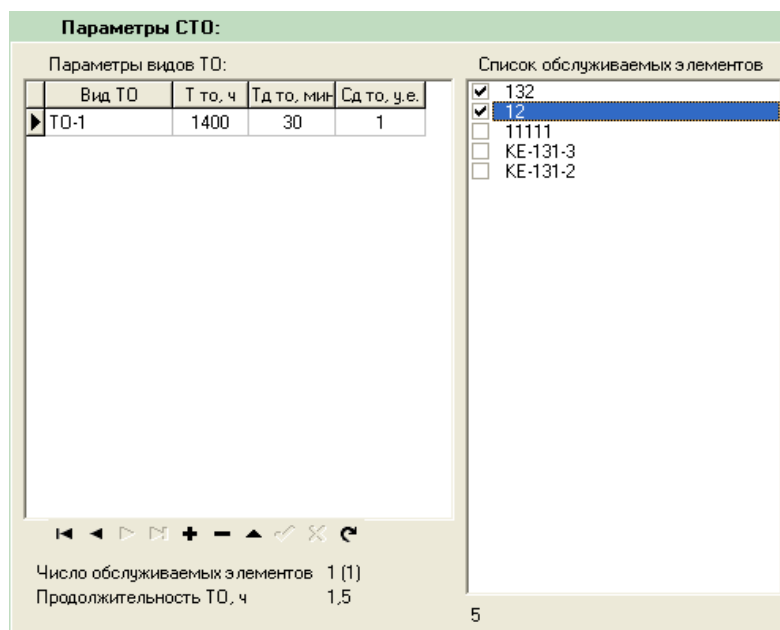 Параметры СТО:
Параметры видов ТО:
Вид ТО Т то, ч Тд то, мин Сд то, у.е.
ТО-1 1400 30 1
Число обслуживаемых элементов 1 (1)
Продолжительность ТО, ч 1,5
Список обслуживаемых элементов
132
12
11111
КЕ-131-3
КЕ-131-2
5